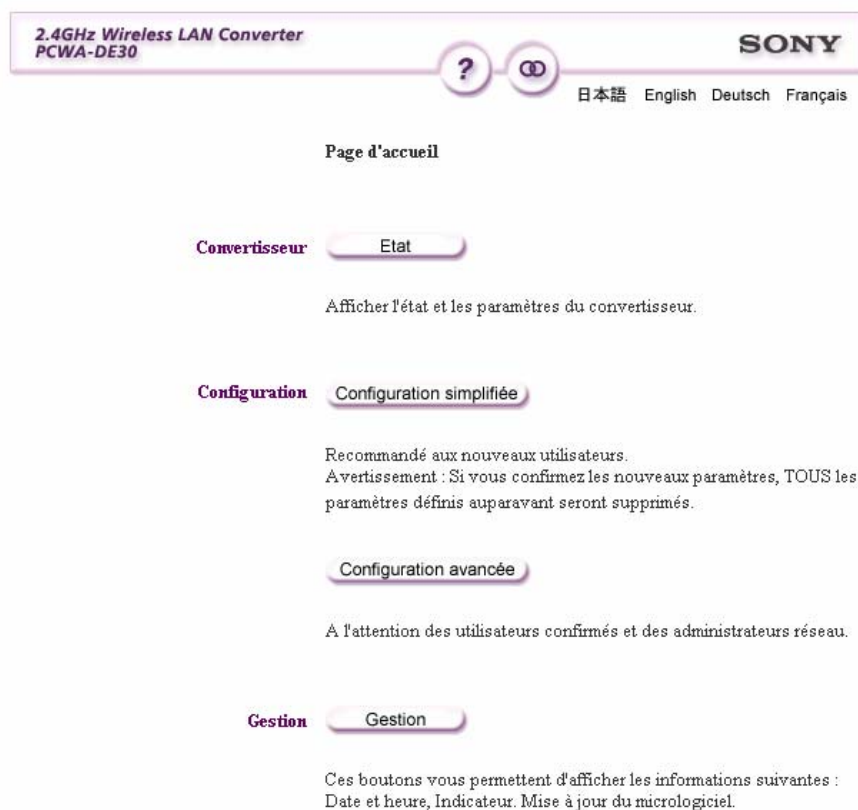 2.4GHz Wireless LAN Converter
PCWA-DE30
SONY
?
日本語 English Deutsch Français
Page d'accueil
Convertisseur Etat
Afficher l'état et les paramètres du convertisseur.
Configuration Configuration simplifiée
Recommandé aux nouveaux utilisateurs.
Avertissement : Si vous confirmez les nouveaux paramètres, TOUS les
paramètres définis auparavant seront supprimés.
Configuration avancée
A l'attention des utilisateurs confirmés et des administrateurs réseau.
Gestion Gestion
Ces boutons vous permettent d'afficher les informations suivantes :
Date et heure, Indicateur. Mise à jour du micrologiciel.